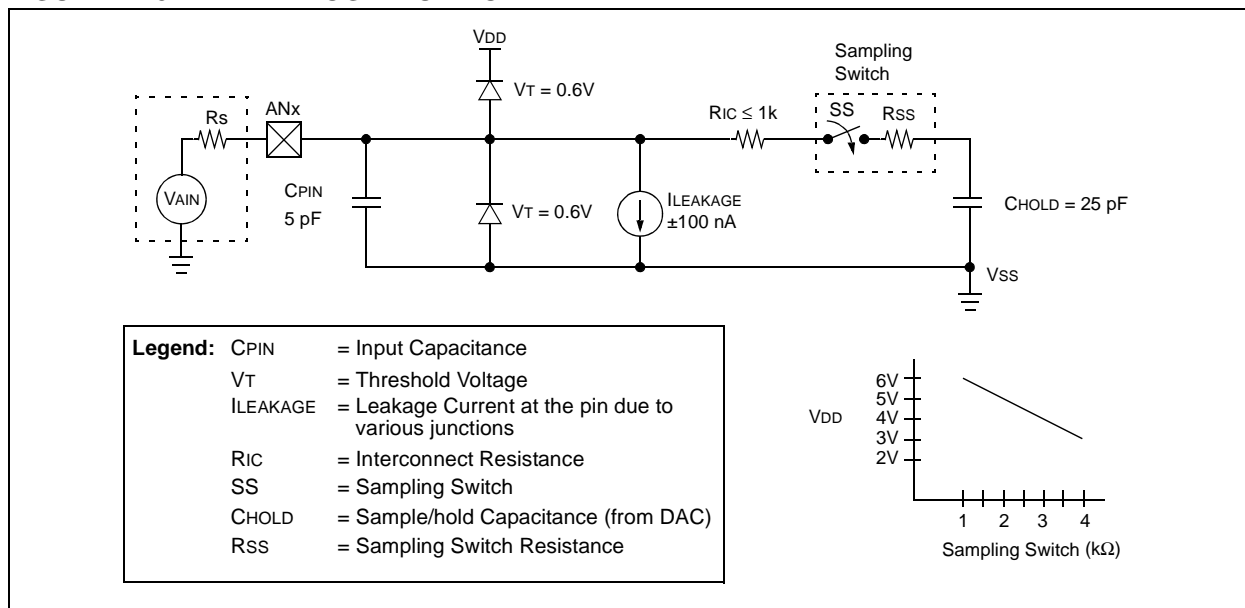 VDD
Sampling
Switch
VT = 0.6V
Rs
ANx
RIC ≤ 1k
SS
RSS
VAIN
CPIN
5 pF
VT = 0.6V
ILEAKAGE
±100 nA
CHOLD = 25 pF
VSS
Legend: CPIN = Input Capacitance
VT = Threshold Voltage
ILEAKAGE = Leakage Current at the pin due to
various junctions
RIC = Interconnect Resistance
SS = Sampling Switch
CHOLD = Sample/hold Capacitance (from DAC)
RSS = Sampling Switch Resistance
VDD
6V
5V
4V
3V
2V
1 2 3 4
Sampling Switch (kΩ)